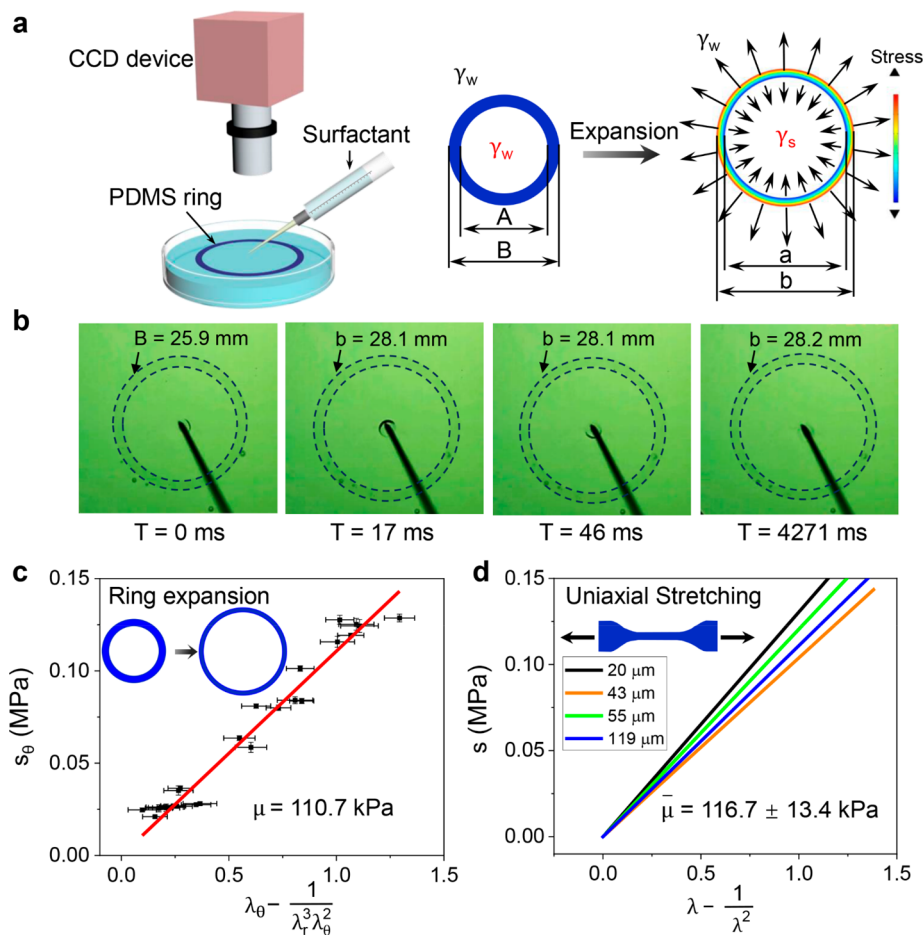 a
CCD device
Surfactant
PDMS ring
γw
γw
A
B
Expansion
γw
γs
a
b
Stress
b
B = 25.9 mm
b = 28.1 mm
b = 28.1 mm
b = 28.2 mm
T = 0 ms
T = 17 ms
T = 46 ms
T = 4271 ms
c
Ring expansion
sθ (MPa)
0.15
0.10
0.05
0.00
μ = 110.7 kPa
0.0 0.5 1.0
λθ − 1/(λr³λθ²)
d
Uniaxial Stretching
s (MPa)
0.15
0.10
0.05
0.00
20 μm
43 μm
55 μm
119 μm
μ̄ = 116.7 ± 13.4 kPa
0.0 0.5 1.0 1.5
λ − 1/λ²